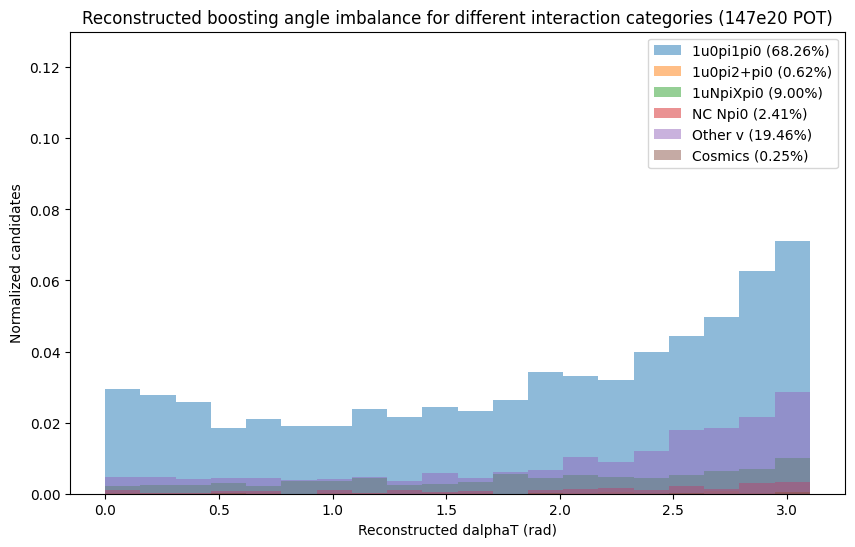 Reconstructed boosting angle imbalance for different interaction categories (147e20 POT)
0.12
0.10
0.08
0.06
0.04
0.02
0.00
Normalized candidates
1u0pi1pi0 (68.26%)
1u0pi2+pi0 (0.62%)
1uNpiXpi0 (9.00%)
NC Npi0 (2.41%)
Other v (19.46%)
Cosmics (0.25%)
0.0 0.5 1.0 1.5 2.0 2.5 3.0
Reconstructed dalphaT (rad)